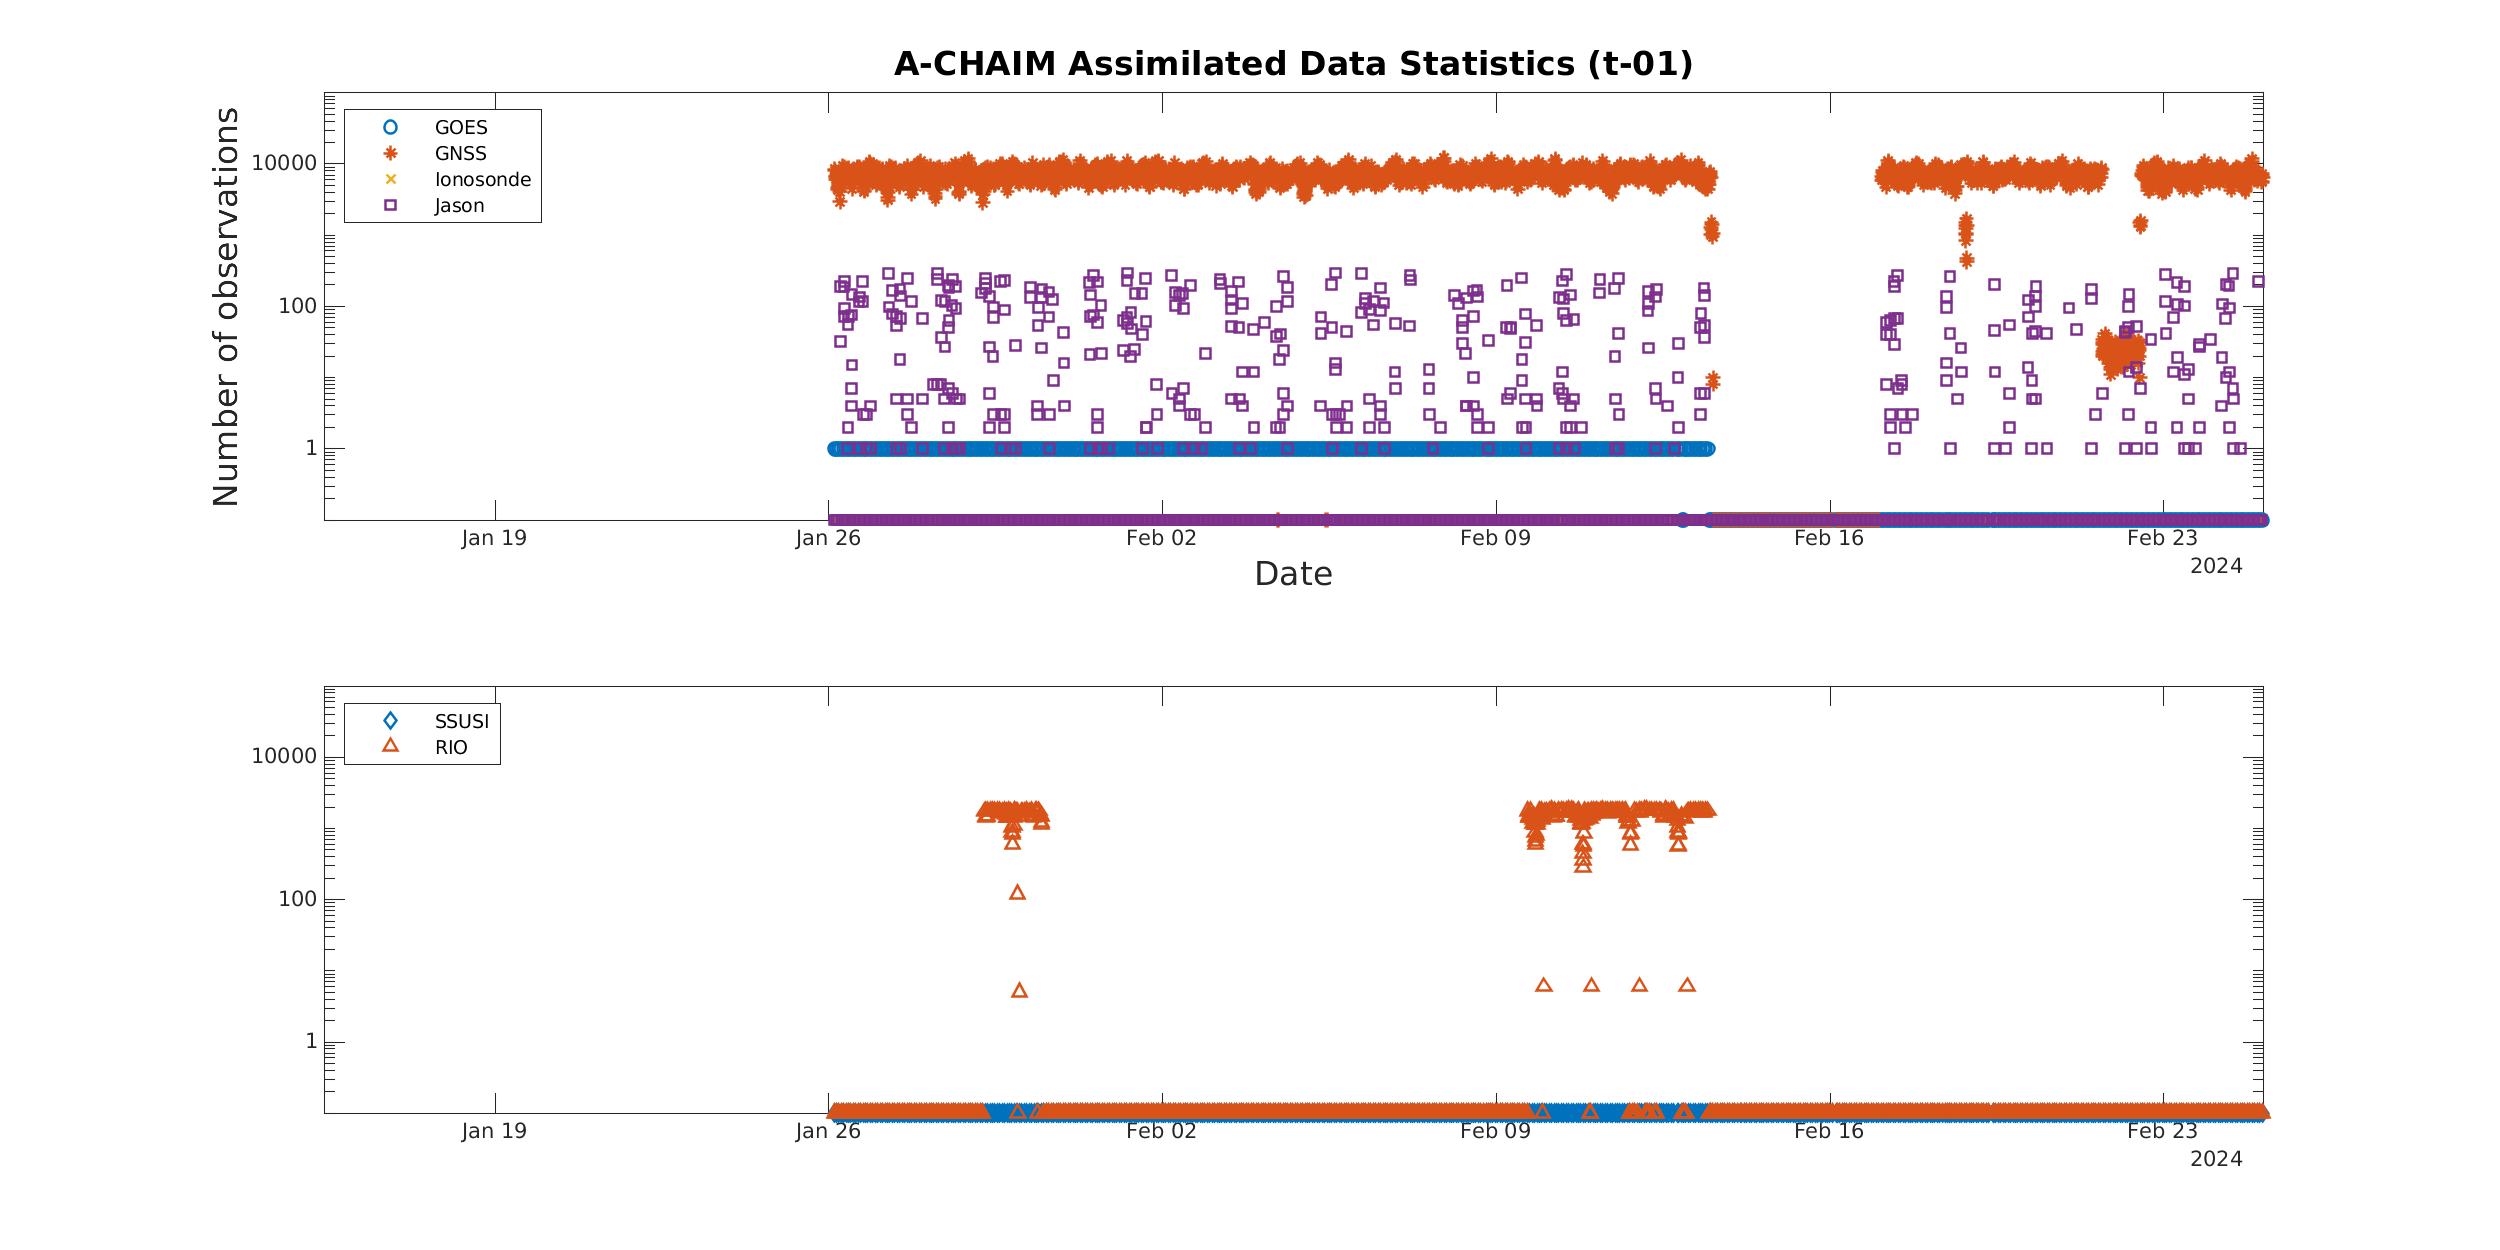 A-CHAIM Assimilated Data Statistics (t-01)
Number of observations
10000
100
1
GOES
GNSS
Ionosonde
Jason
Jan 19
Jan 26
Feb 02
Feb 09
Feb 16
Feb 23
2024
Date
10000
100
1
SSUSI
RIO
Jan 19
Jan 26
Feb 02
Feb 09
Feb 16
Feb 23
2024